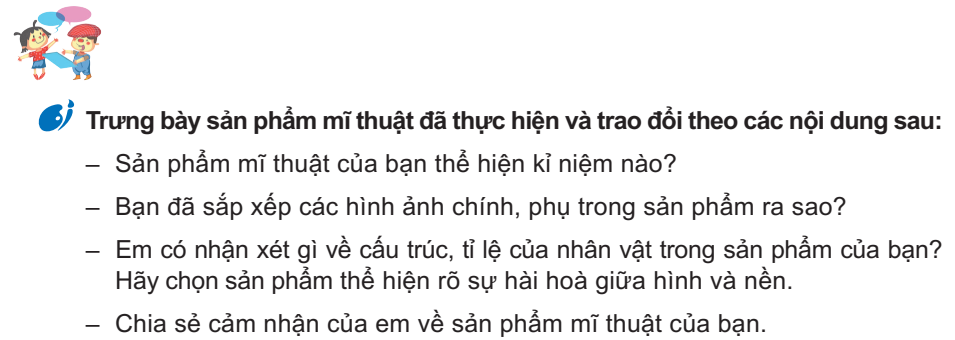 Trưng bày sản phẩm mĩ thuật đã thực hiện và trao đổi theo các nội dung sau:
– Sản phẩm mĩ thuật của bạn thể hiện kỉ niệm nào?
– Bạn đã sắp xếp các hình ảnh chính, phụ trong sản phẩm ra sao?
– Em có nhận xét gì về cấu trúc, tỉ lệ của nhân vật trong sản phẩm của bạn?
Hãy chọn sản phẩm thể hiện rõ sự hài hoà giữa hình và nền.
– Chia sẻ cảm nhận của em về sản phẩm mĩ thuật của bạn.